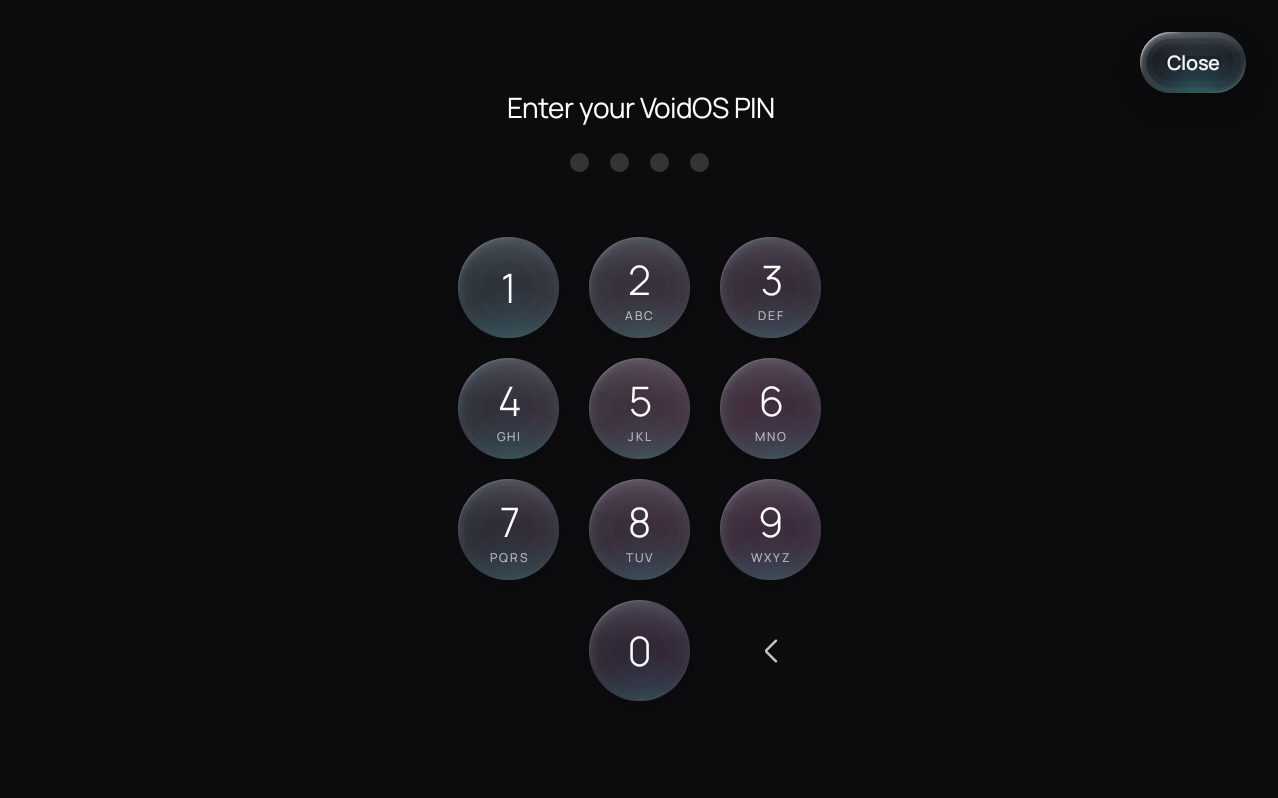 Close
Enter your VoidOS PIN
1
2
ABC
3
DEF
4
GHI
5
JKL
6
MNO
7
PQRS
8
TUV
9
WXYZ
0